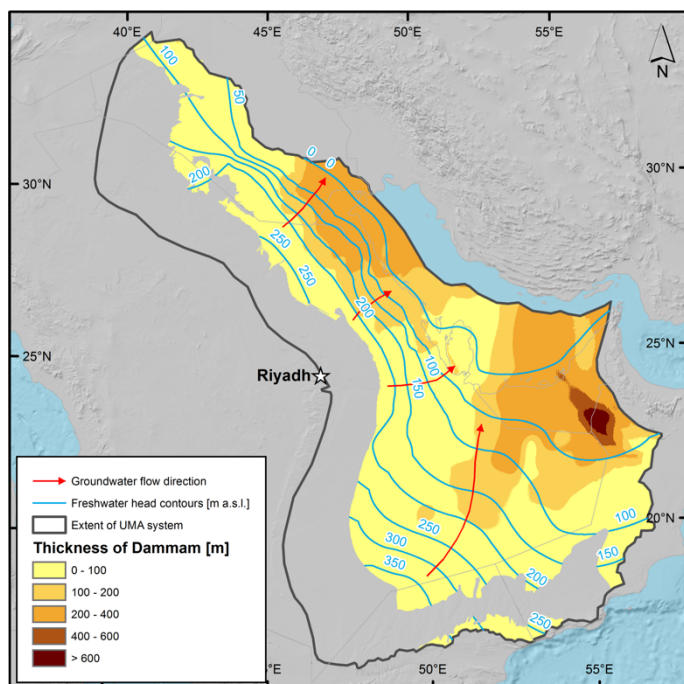 40°E 45°E 50°E 55°E
N
100
50
0 0
30°N 30°N
200
250
250
200
100
25°N 25°N
Riyadh
150
Groundwater flow direction
Freshwater head contours [m a.s.l.]
Extent of UMA system
Thickness of Dammam [m]
0 - 100
100 - 200
200 - 400
400 - 600
> 600
250
300
350
100
150
200
250
20°N
50°E 55°E